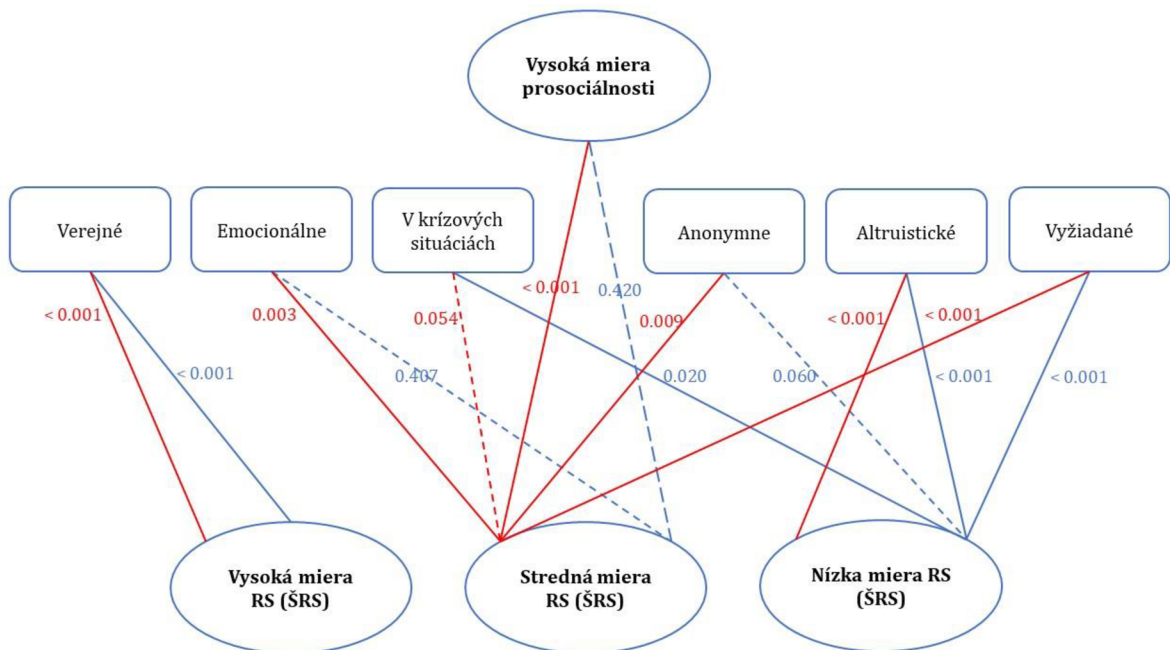 Vysoká miera
prosociálnosti
Verejné
Emocionálne
V krízových
situáciách
Anonymne
Altruistické
Vyžiadané
< 0.001
0.420
< 0.001
0.003
0.054
0.009
< 0.001
< 0.001
< 0.001
0.407
0.020
0.060
< 0.001
< 0.001
Vysoká miera
RS (ŠRS)
Stredná miera
RS (ŠRS)
Nízka miera RS
(ŠRS)